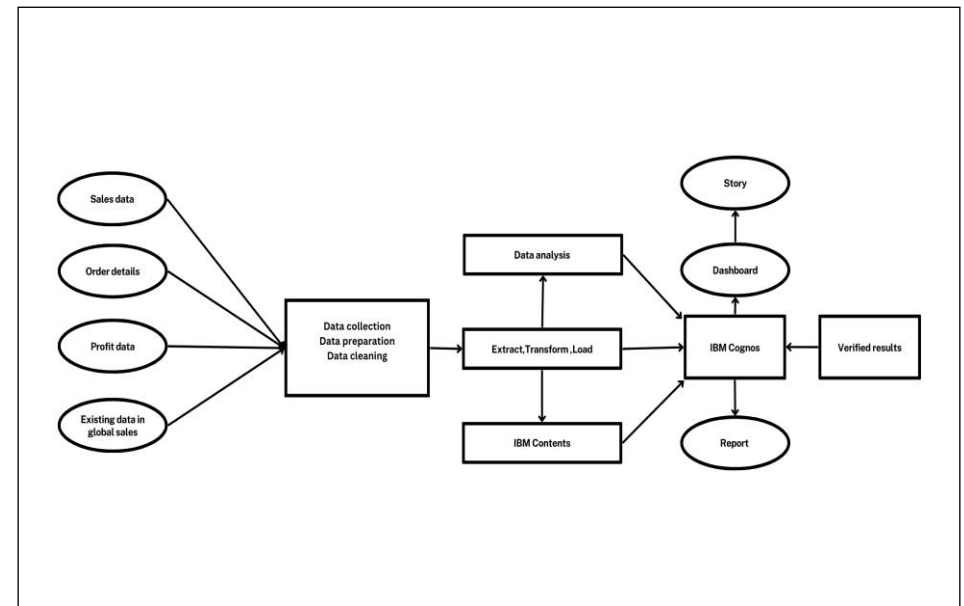 Sales data
Order details
Profit data
Existing data in
global sales
Data collection
Data preparation
Data cleaning
Data analysis
Extract,Transform ,Load
IBM Contents
Story
Dashboard
IBM Cognos
Report
Verified results